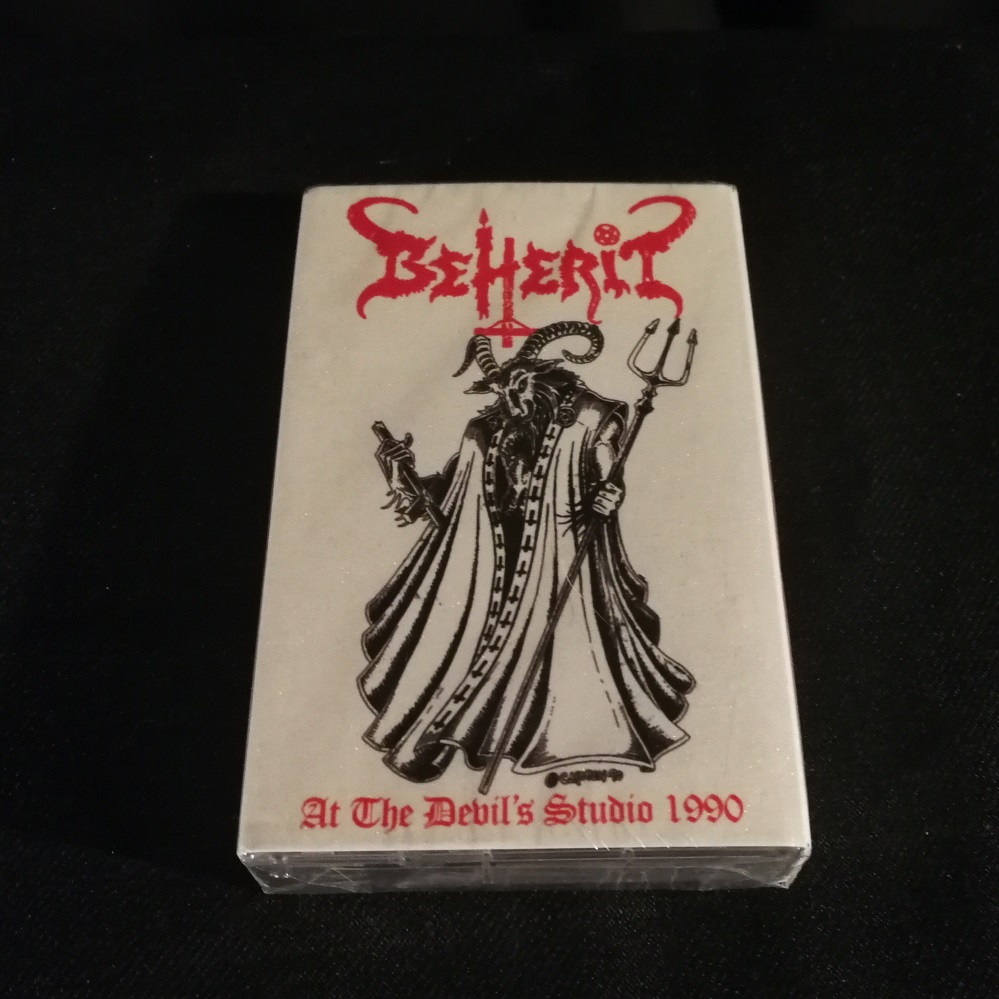 BEHERIT
At The Devil's Studio 1990